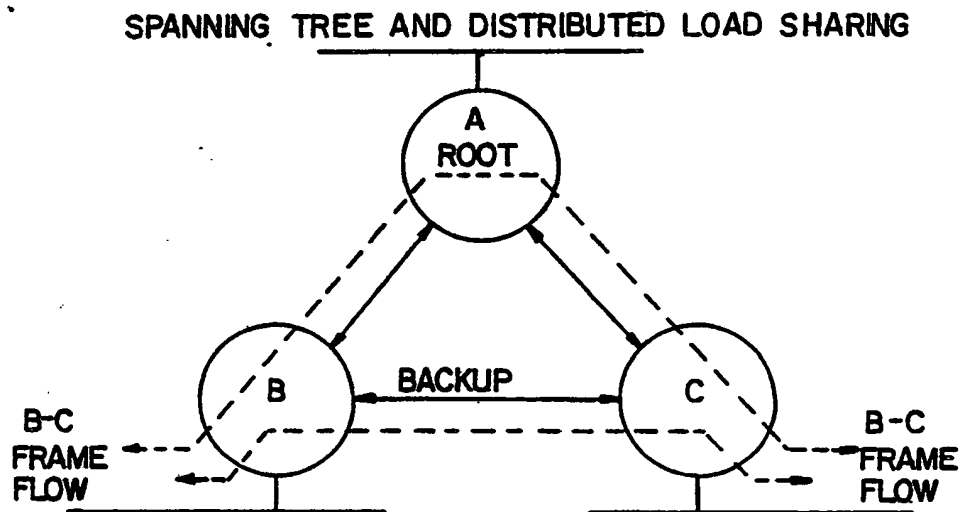 SPANNING TREE AND DISTRIBUTED LOAD SHARING
A
ROOT
B
BACKUP
C
B-C
FRAME
FLOW
B-C
FRAME
FLOW